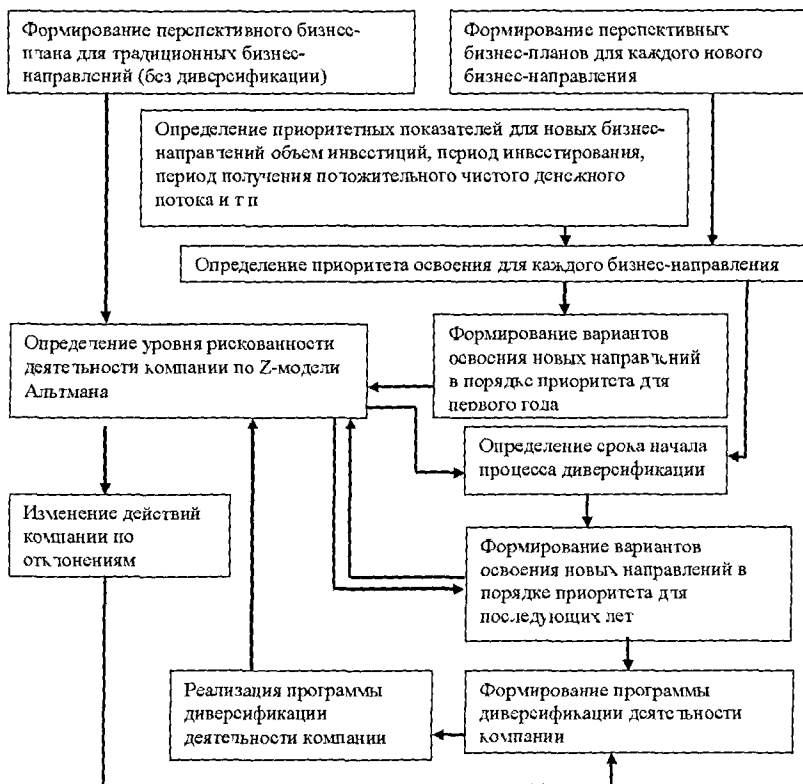 Формирование перспективного бизнес-
плана для традиционных бизнес-
направлений (без диверсификации)
Формирование перспективных
бизнес-планов для каждого нового
бизнес-направления
Определение приоритетных показателей для новых бизнес-
направлений объем инвестиций, период инвестирования,
период получения положительного чистого денежного
потока и т п
Определение приоритета освоения для каждого бизнес-направления
Определение уровня рискованности
деятельности компании по Z-модели
Альтмана
Формирование вариантов
освоения новых направлений
в порядке приоритета для
первого года
Определение срока начала
процесса диверсификации
Изменение действий
компании по
отклонениям
Формирование вариантов
освоения новых направлений в
порядке приоритета для
последующих лет
Реализация программы
диверсификации
деятельности компании
Формирование программы
диверсификации деятельности
компании